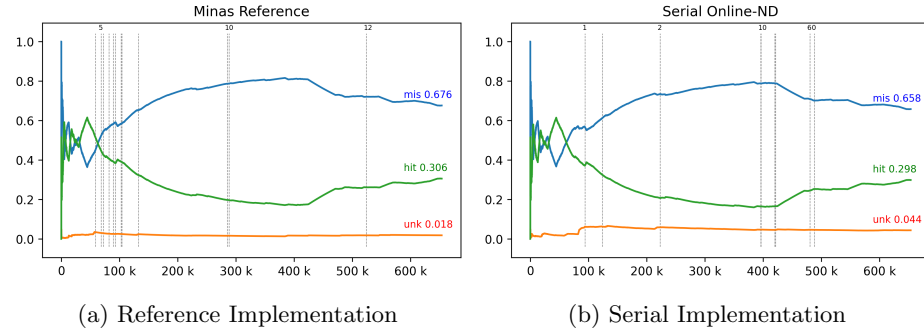 Minas Reference
5
10
12
1.0
0.8
0.6
0.4
0.2
0.0
mis 0.676
hit 0.306
unk 0.018
0
100 k
200 k
300 k
400 k
500 k
600 k
(a) Reference Implementation
Serial Online-ND
1
2
10
60
1.0
0.8
0.6
0.4
0.2
0.0
mis 0.658
hit 0.298
unk 0.044
0
100 k
200 k
300 k
400 k
500 k
600 k
(b) Serial Implementation